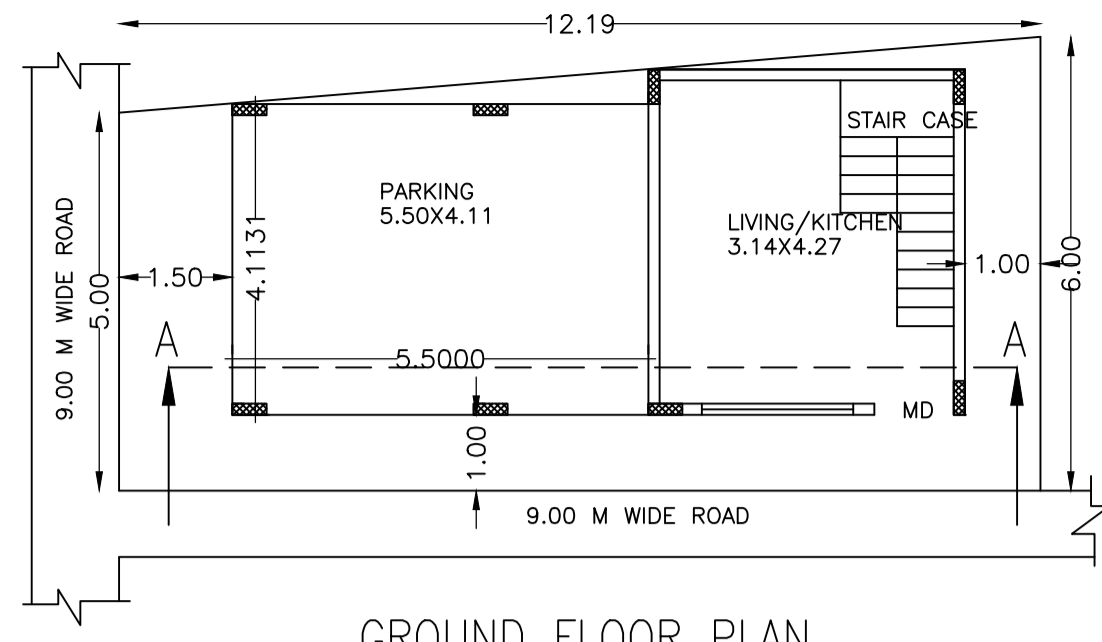 12.19
STAIR CASE
PARKING
5.50X4.11
LIVING/KITCHEN
3.14X4.27
9.00 M WIDE ROAD
5.00
1.50
4.1131
1.00
6.00
A
A
5.5000
MD
1.00
9.00 M WIDE ROAD
GROUND FLOOR PLAN